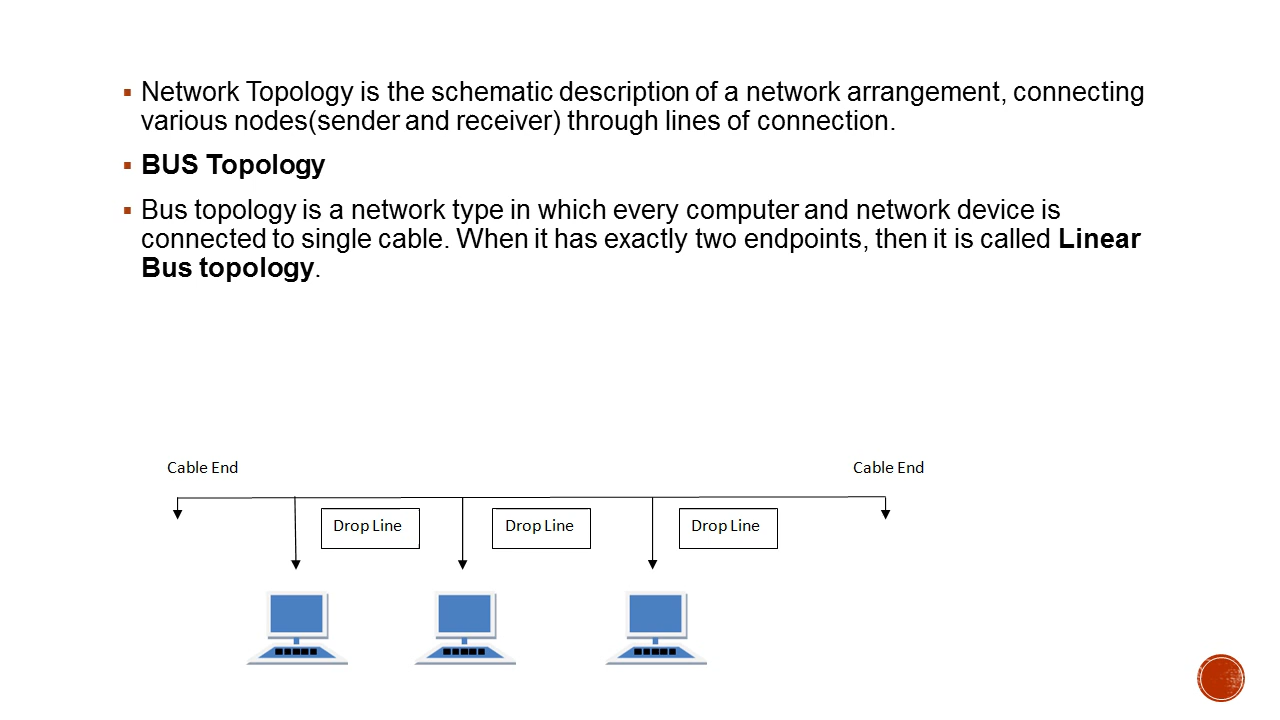 Network Topology is the schematic description of a network arrangement, connecting
various nodes(sender and receiver) through lines of connection.
BUS Topology
Bus topology is a network type in which every computer and network device is
connected to single cable. When it has exactly two endpoints, then it is called Linear
Bus topology.
Cable End
Cable End
Drop Line
Drop Line
Drop Line